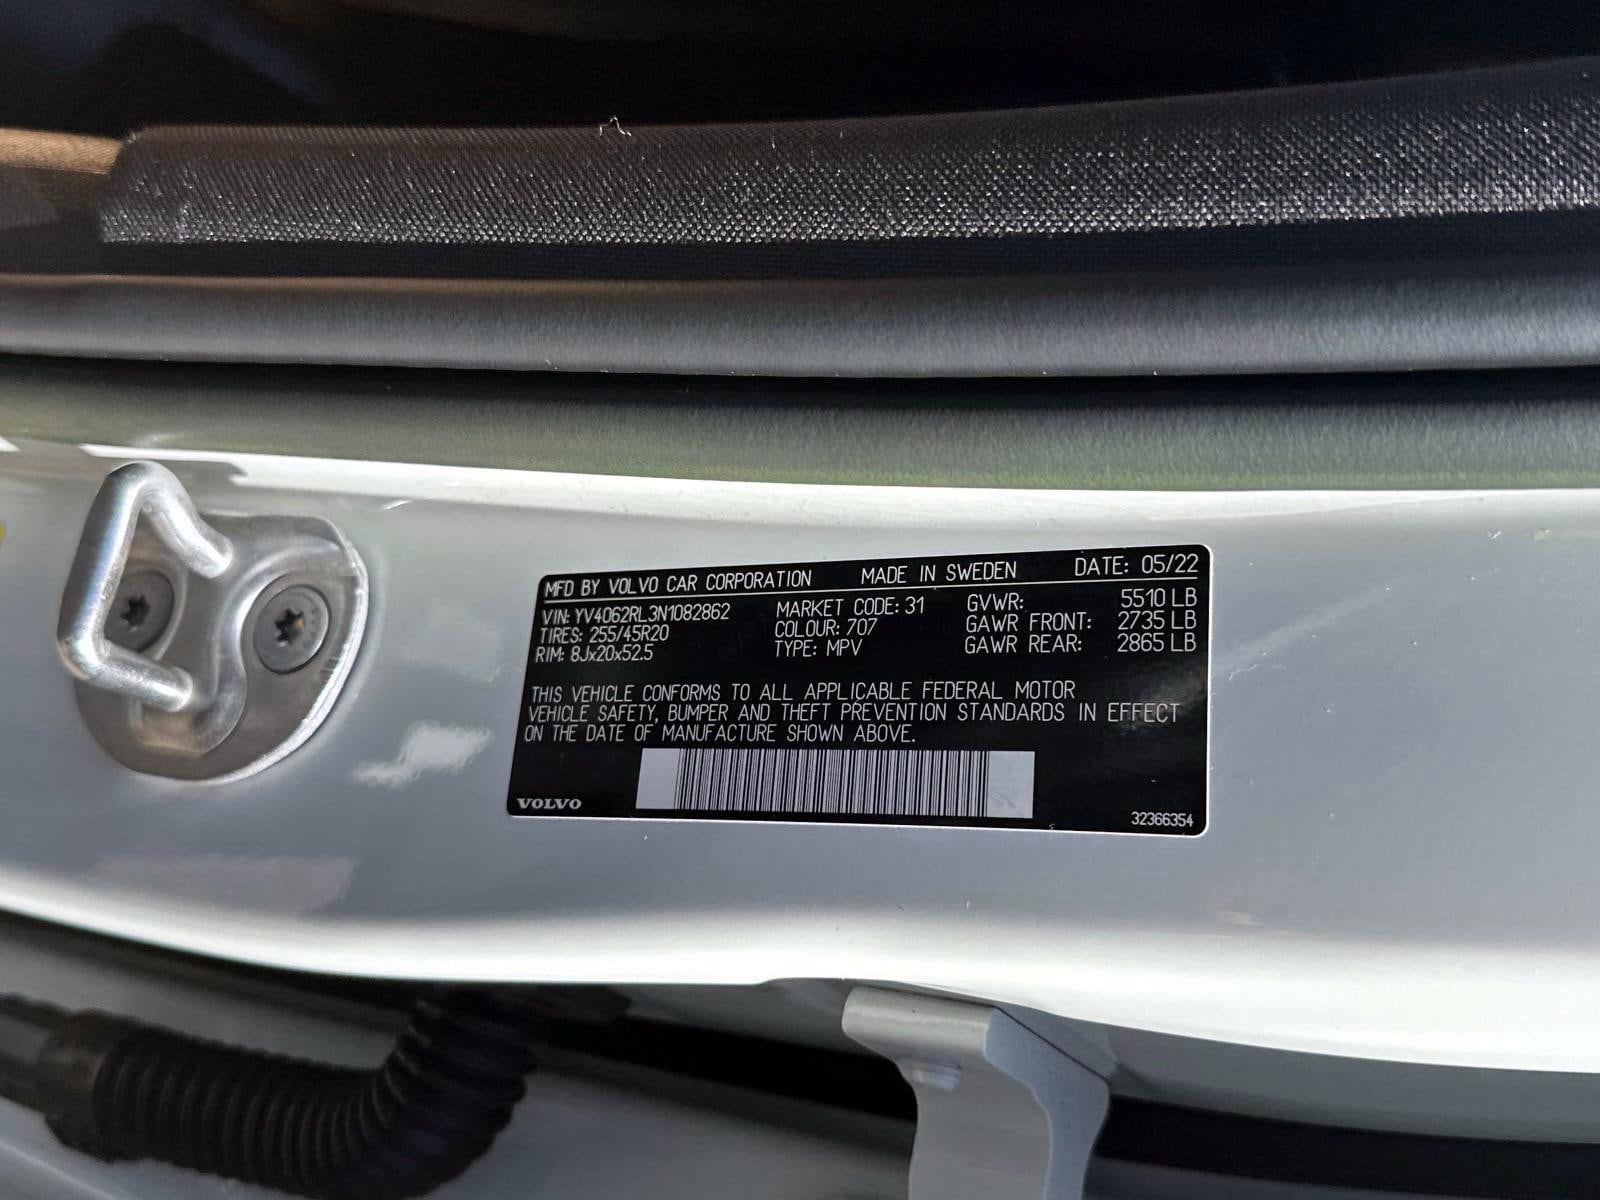 MFD BY VOLVO CAR CORPORATION MADE IN SWEDEN DATE: 05/22
VIN: YV4062RL3N1082862 MARKET CODE: 31 GVWR: 5510 LB
TIRES: 255/45R20 COLOUR: 707 GAWR FRONT: 2735 LB
RIM: 8Jx20x52.5 TYPE: MPV GAWR REAR: 2865 LB
THIS VEHICLE CONFORMS TO ALL APPLICABLE FEDERAL MOTOR
VEHICLE SAFETY, BUMPER AND THEFT PREVENTION STANDARDS IN EFFECT
ON THE DATE OF MANUFACTURE SHOWN ABOVE.
VOLVO 32366354